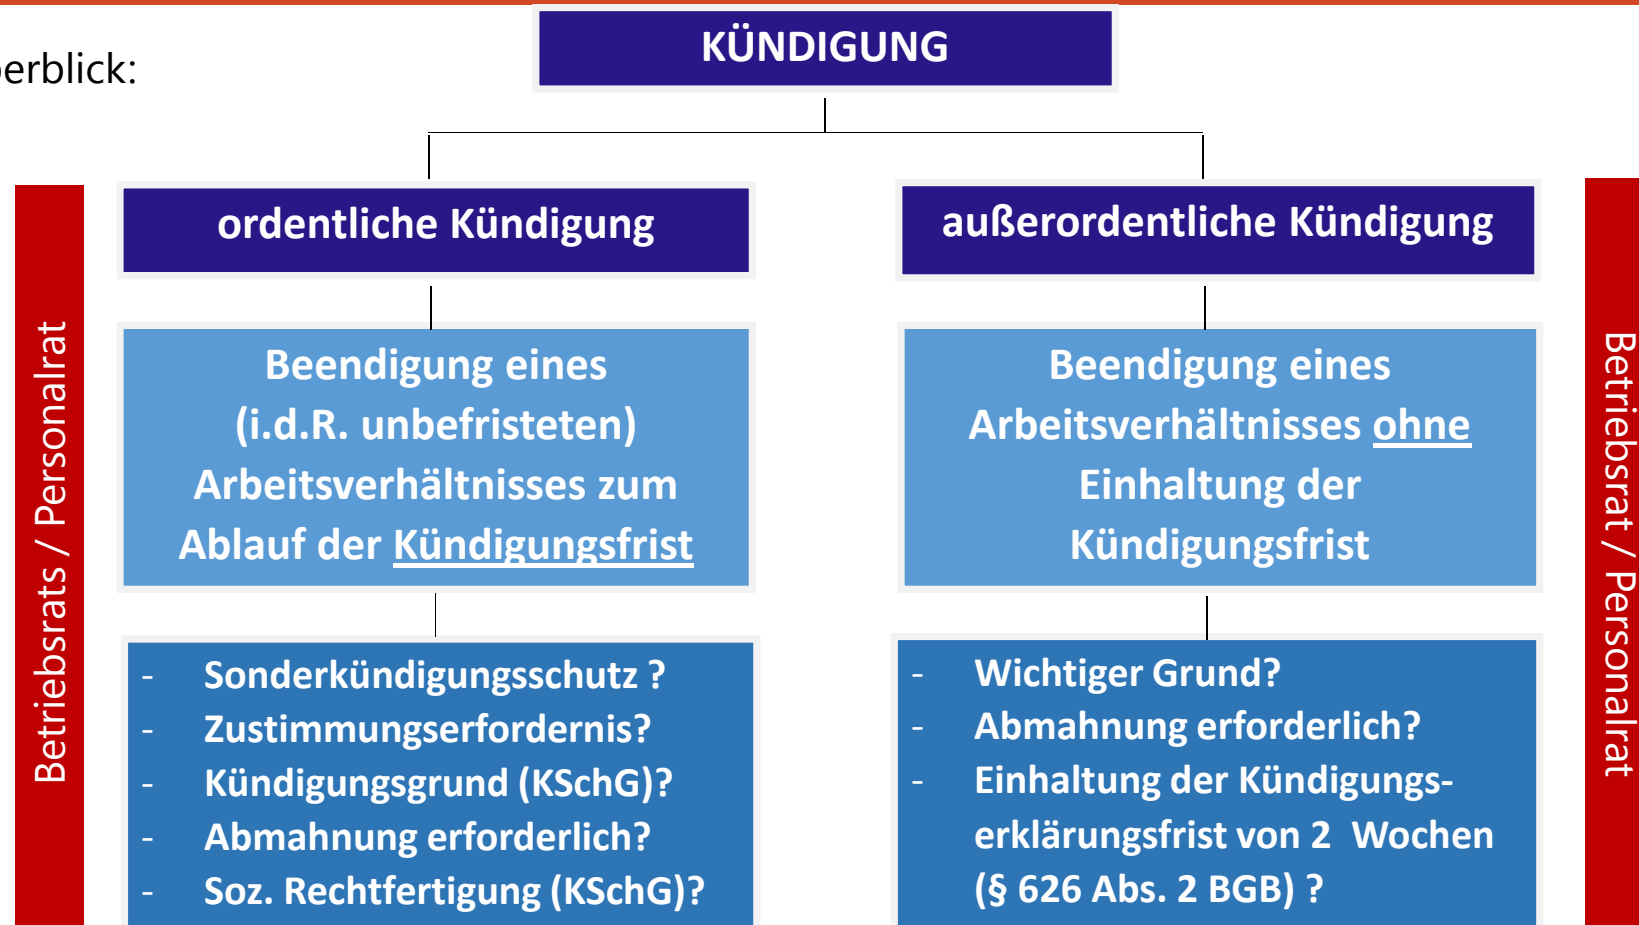 KÜNDIGUNG
erblick:
ordentliche Kündigung
außerordentliche Kündigung
Betriebsrats / Personalrat
Beendigung eines
(i.d.R. unbefristeten)
Arbeitsverhältnisses zum
Ablauf der Kündigungsfrist
Beendigung eines
Arbeitsverhältnisses ohne
Einhaltung der
Kündigungsfrist
Betriebsrat / Personalrat
- Sonderkündigungsschutz ?
- Zustimmungserfordernis?
- Kündigungsgrund (KSchG)?
- Abmahnung erforderlich?
- Soz. Rechtfertigung (KSchG)?
- Wichtiger Grund?
- Abmahnung erforderlich?
- Einhaltung der Kündigungs-
erklärungsfrist von 2 Wochen
(§ 626 Abs. 2 BGB) ?